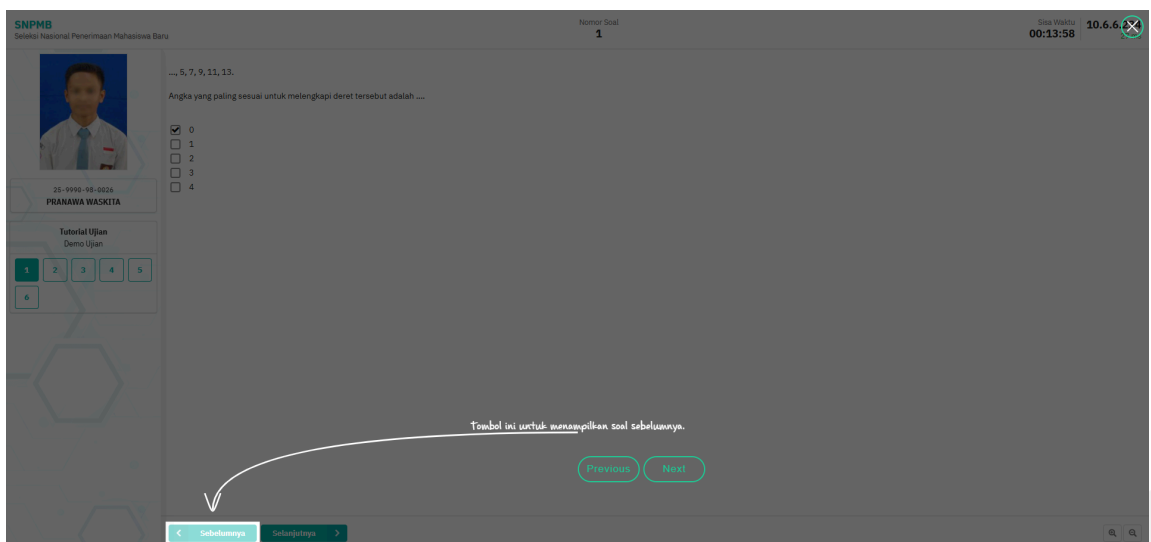 SNPMB
Seleksi Nasional Penerimaan Mahasiswa Baru
Nomor Soal
1
Sisa Waktu
00:13:58
10.6.6.
25-9990-98-0026
PRANAWA WASKITA
Tutorial Ujian
Demo Ujian
1 2 3 4 5
6
..., 5, 7, 9, 11, 13.
Angka yang paling sesuai untuk melengkapi deret tersebut adalah ....
0
1
2
3
4
Tombol ini untuk menampilkan soal sebelumnya.
Previous Next
Sebelumnya Selanjutnya